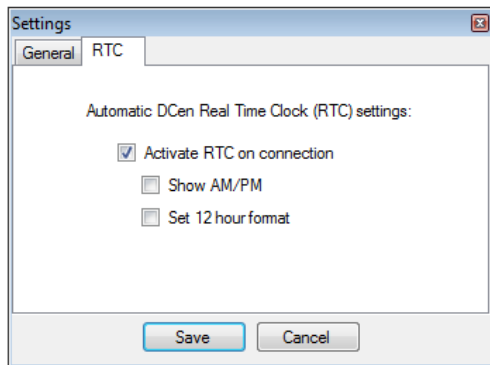 Settings
General RTC
Automatic DCen Real Time Clock (RTC) settings:
Activate RTC on connection
Show AM/PM
Set 12 hour format
Save Cancel